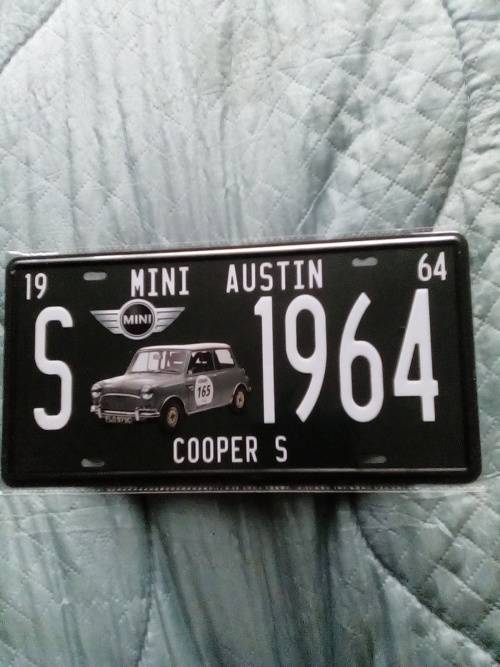 19 MINI AUSTIN 64
S MINI 1964
165
COOPER S